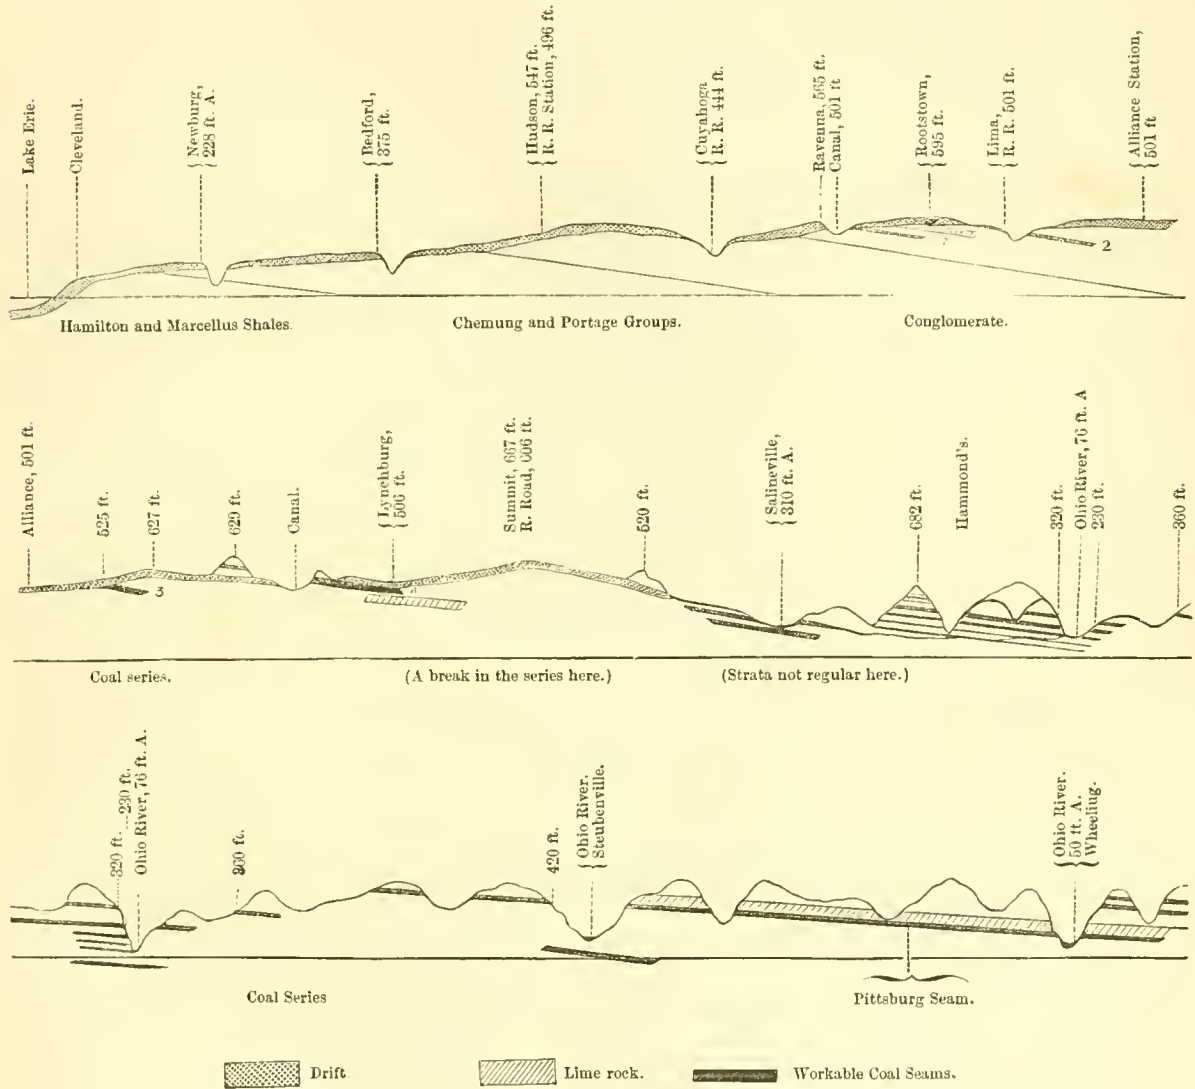 Lake Erie.
Cleveland.
{ Newburg,
{ 228 ft. A.
{ Bedford,
{ 375 ft.
{ Hudson, 547 ft.
{ R. R. Station, 496 ft.
{ Cuyahoga
{ R. R. 444 ft.
{ Ravenna, 565 ft.
{ Canal, 501 ft
{ Rootstown,
{ 595 ft.
{ Lima,
{ R. R. 501 ft.
{ Alliance Station,
{ 501 ft
2
Hamilton and Marcellus Shales.
Chemung and Portage Groups.
Conglomerate.
Alliance, 501 ft.
525 ft.
627 ft.
629 ft.
Canal.
{ Lynchburg,
{ 506 ft.
Summit, 667 ft.
R. Road, 606 ft.
520 ft.
{ Salineville,
{ 310 ft. A.
682 ft.
Hammond's.
320 ft.
Ohio River, 76 ft. A
230 ft.
360 ft.
3
Coal series.
(A break in the series here.)
(Strata not regular here.)
320 ft.
230 ft.
Ohio River, 76 ft. A.
360 ft.
420 ft.
{ Ohio River.
{ Steubenville.
{ Ohio River.
{ 50 ft. A.
{ Wheeliug.
Coal Series
Pittsburg Seam.
Drift
Lime rock.
Workable Coal Seams.